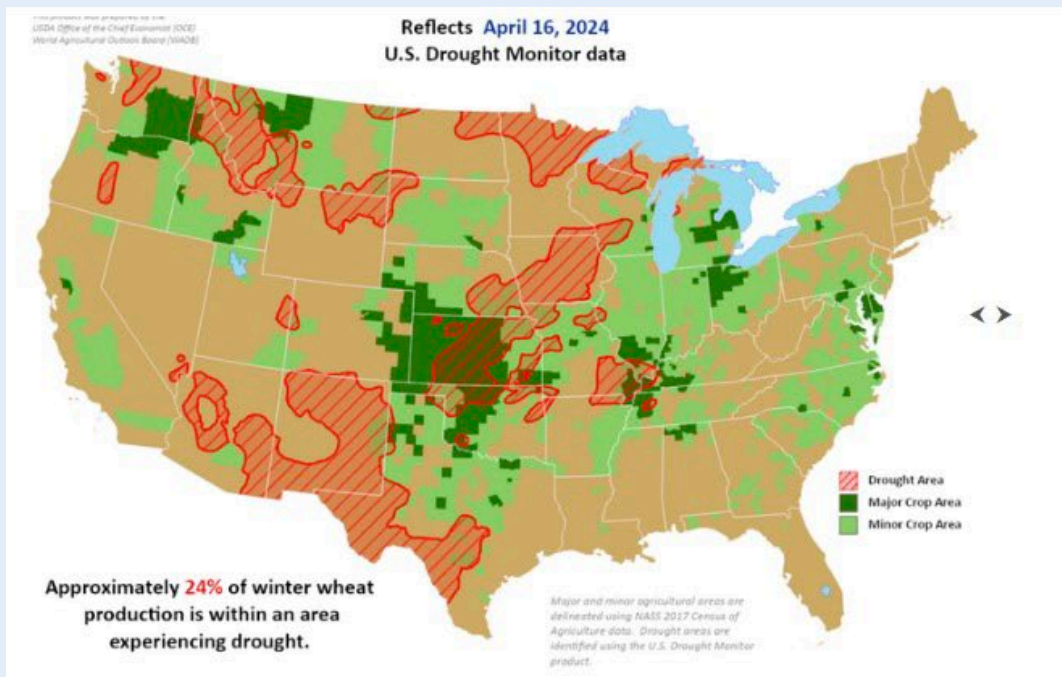 This product was prepared by the
USDA Office of the Chief Economist (OCE)
World Agricultural Outlook Board (WAOB)
Reflects April 16, 2024
U.S. Drought Monitor data
Drought Area
Major Crop Area
Minor Crop Area
Approximately 24% of winter wheat
production is within an area
experiencing drought.
Major and minor agricultural areas are
delineated using NASS 2017 Census of
Agriculture data. Drought areas are
identified using the U.S. Drought Monitor
product.